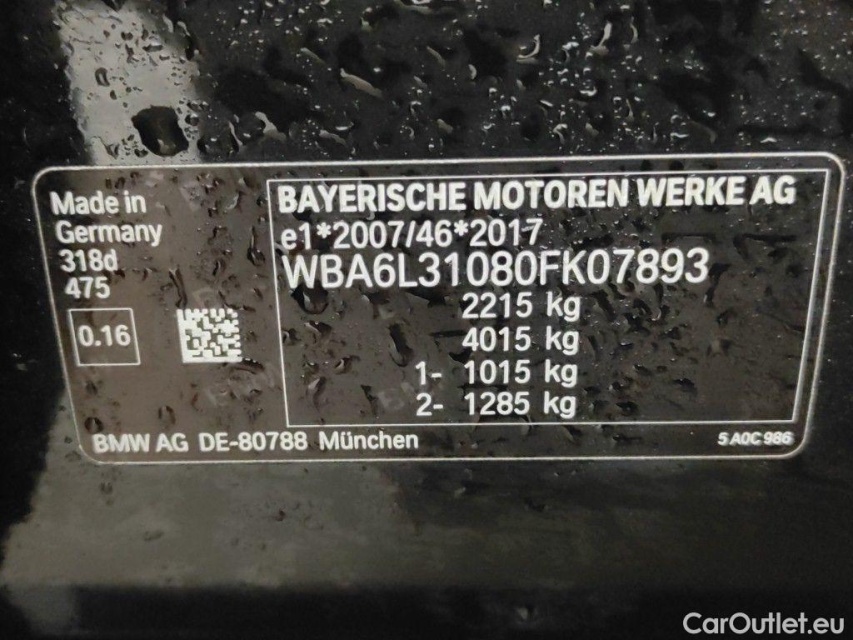 Made in
Germany
318d
475
0.16
BAYERISCHE MOTOREN WERKE AG
e1*2007/46*2017
WBA6L31080FK07893
2215 kg
4015 kg
1- 1015 kg
2- 1285 kg
BMW AG DE-80788 München
5 A0C 986
CarOutlet.eu